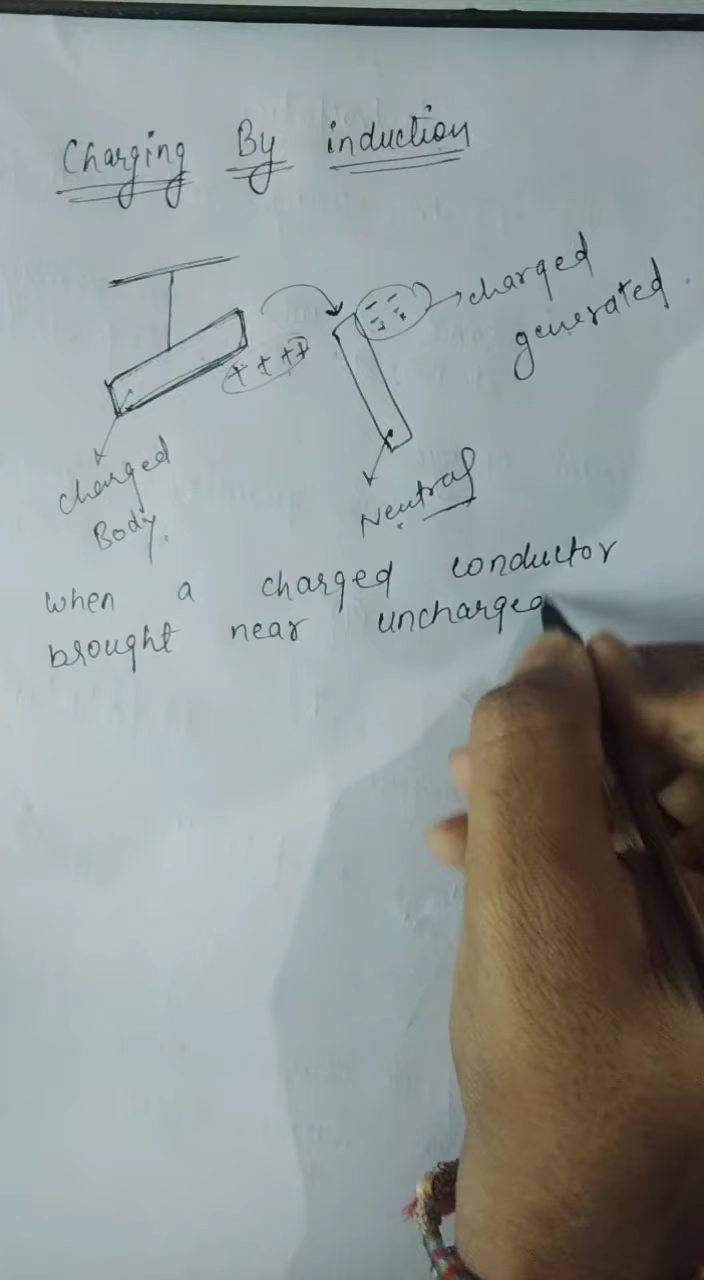 Charging By induction
+ + + +
- -
- -
charged
generated.
charged
Body.
Neutral
when a charged conductor
brought near uncharged